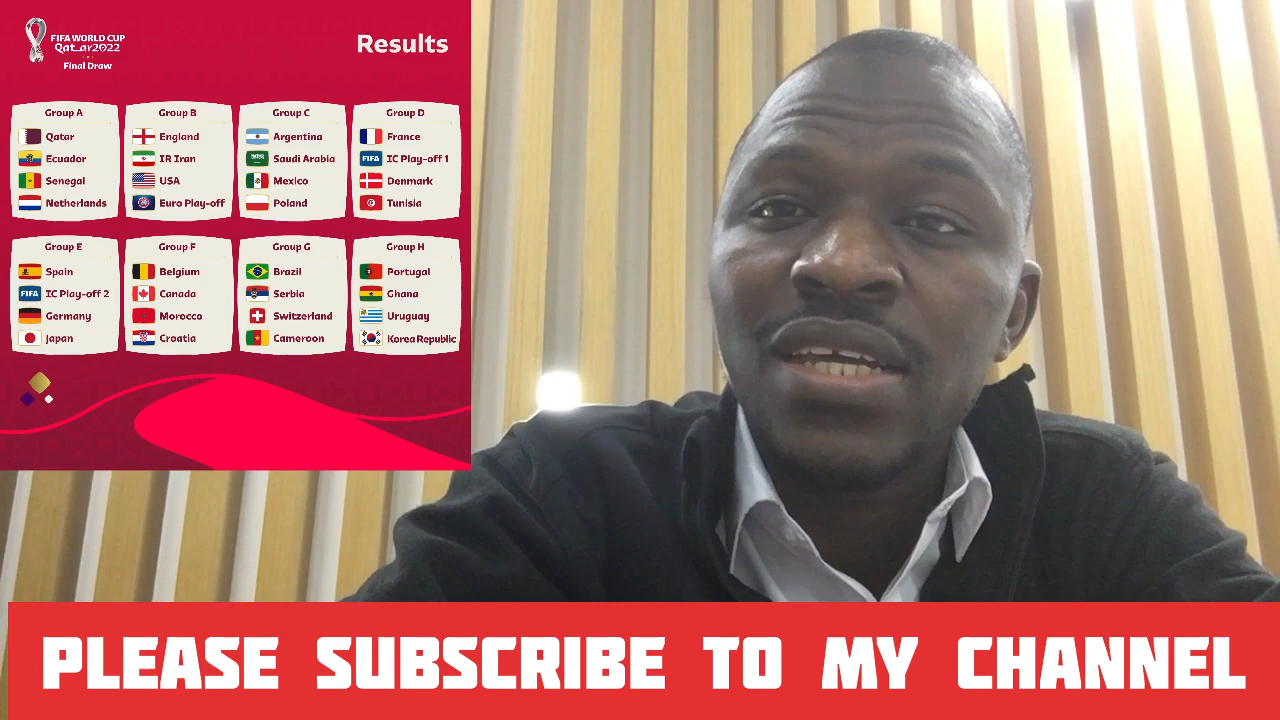 FIFA WORLD CUP
Qatar2022
Final Draw
Results
Group A
Qatar
Ecuador
Senegal
Netherlands
Group B
England
IR Iran
USA
Euro Play-off
Group C
Argentina
Saudi Arabia
Mexico
Poland
Group D
France
FIFA IC Play-off 1
Denmark
Tunisia
Group E
Spain
FIFA IC Play-off 2
Germany
Japan
Group F
Belgium
Canada
Morocco
Croatia
Group G
Brazil
Serbia
Switzerland
Cameroon
Group H
Portugal
Ghana
Uruguay
Korea Republic
PLEASE SUBSCRIBE TO MY CHANNEL